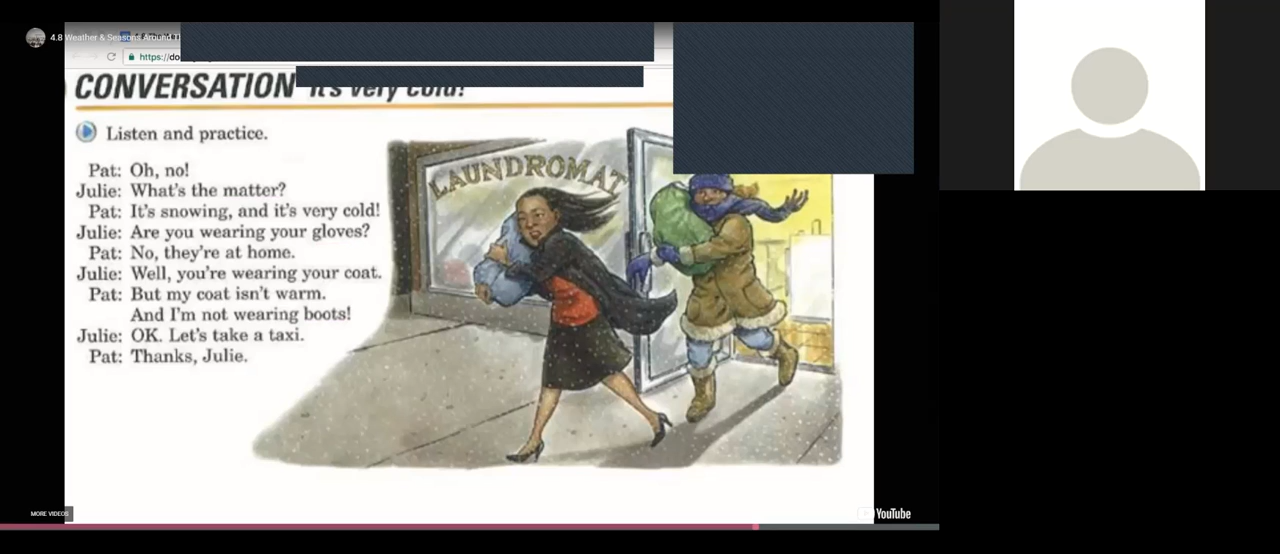 4.8 Weather & Seasons Around T
https://do
CONVERSATION It's very cold!
Listen and practice.
Pat: Oh, no!
Julie: What's the matter?
Pat: It's snowing, and it's very cold!
Julie: Are you wearing your gloves?
Pat: No, they're at home.
Julie: Well, you're wearing your coat.
Pat: But my coat isn't warm.
And I'm not wearing boots!
Julie: OK. Let's take a taxi.
Pat: Thanks, Julie.
LAUNDROMAT
MORE VIDEOS
YouTube